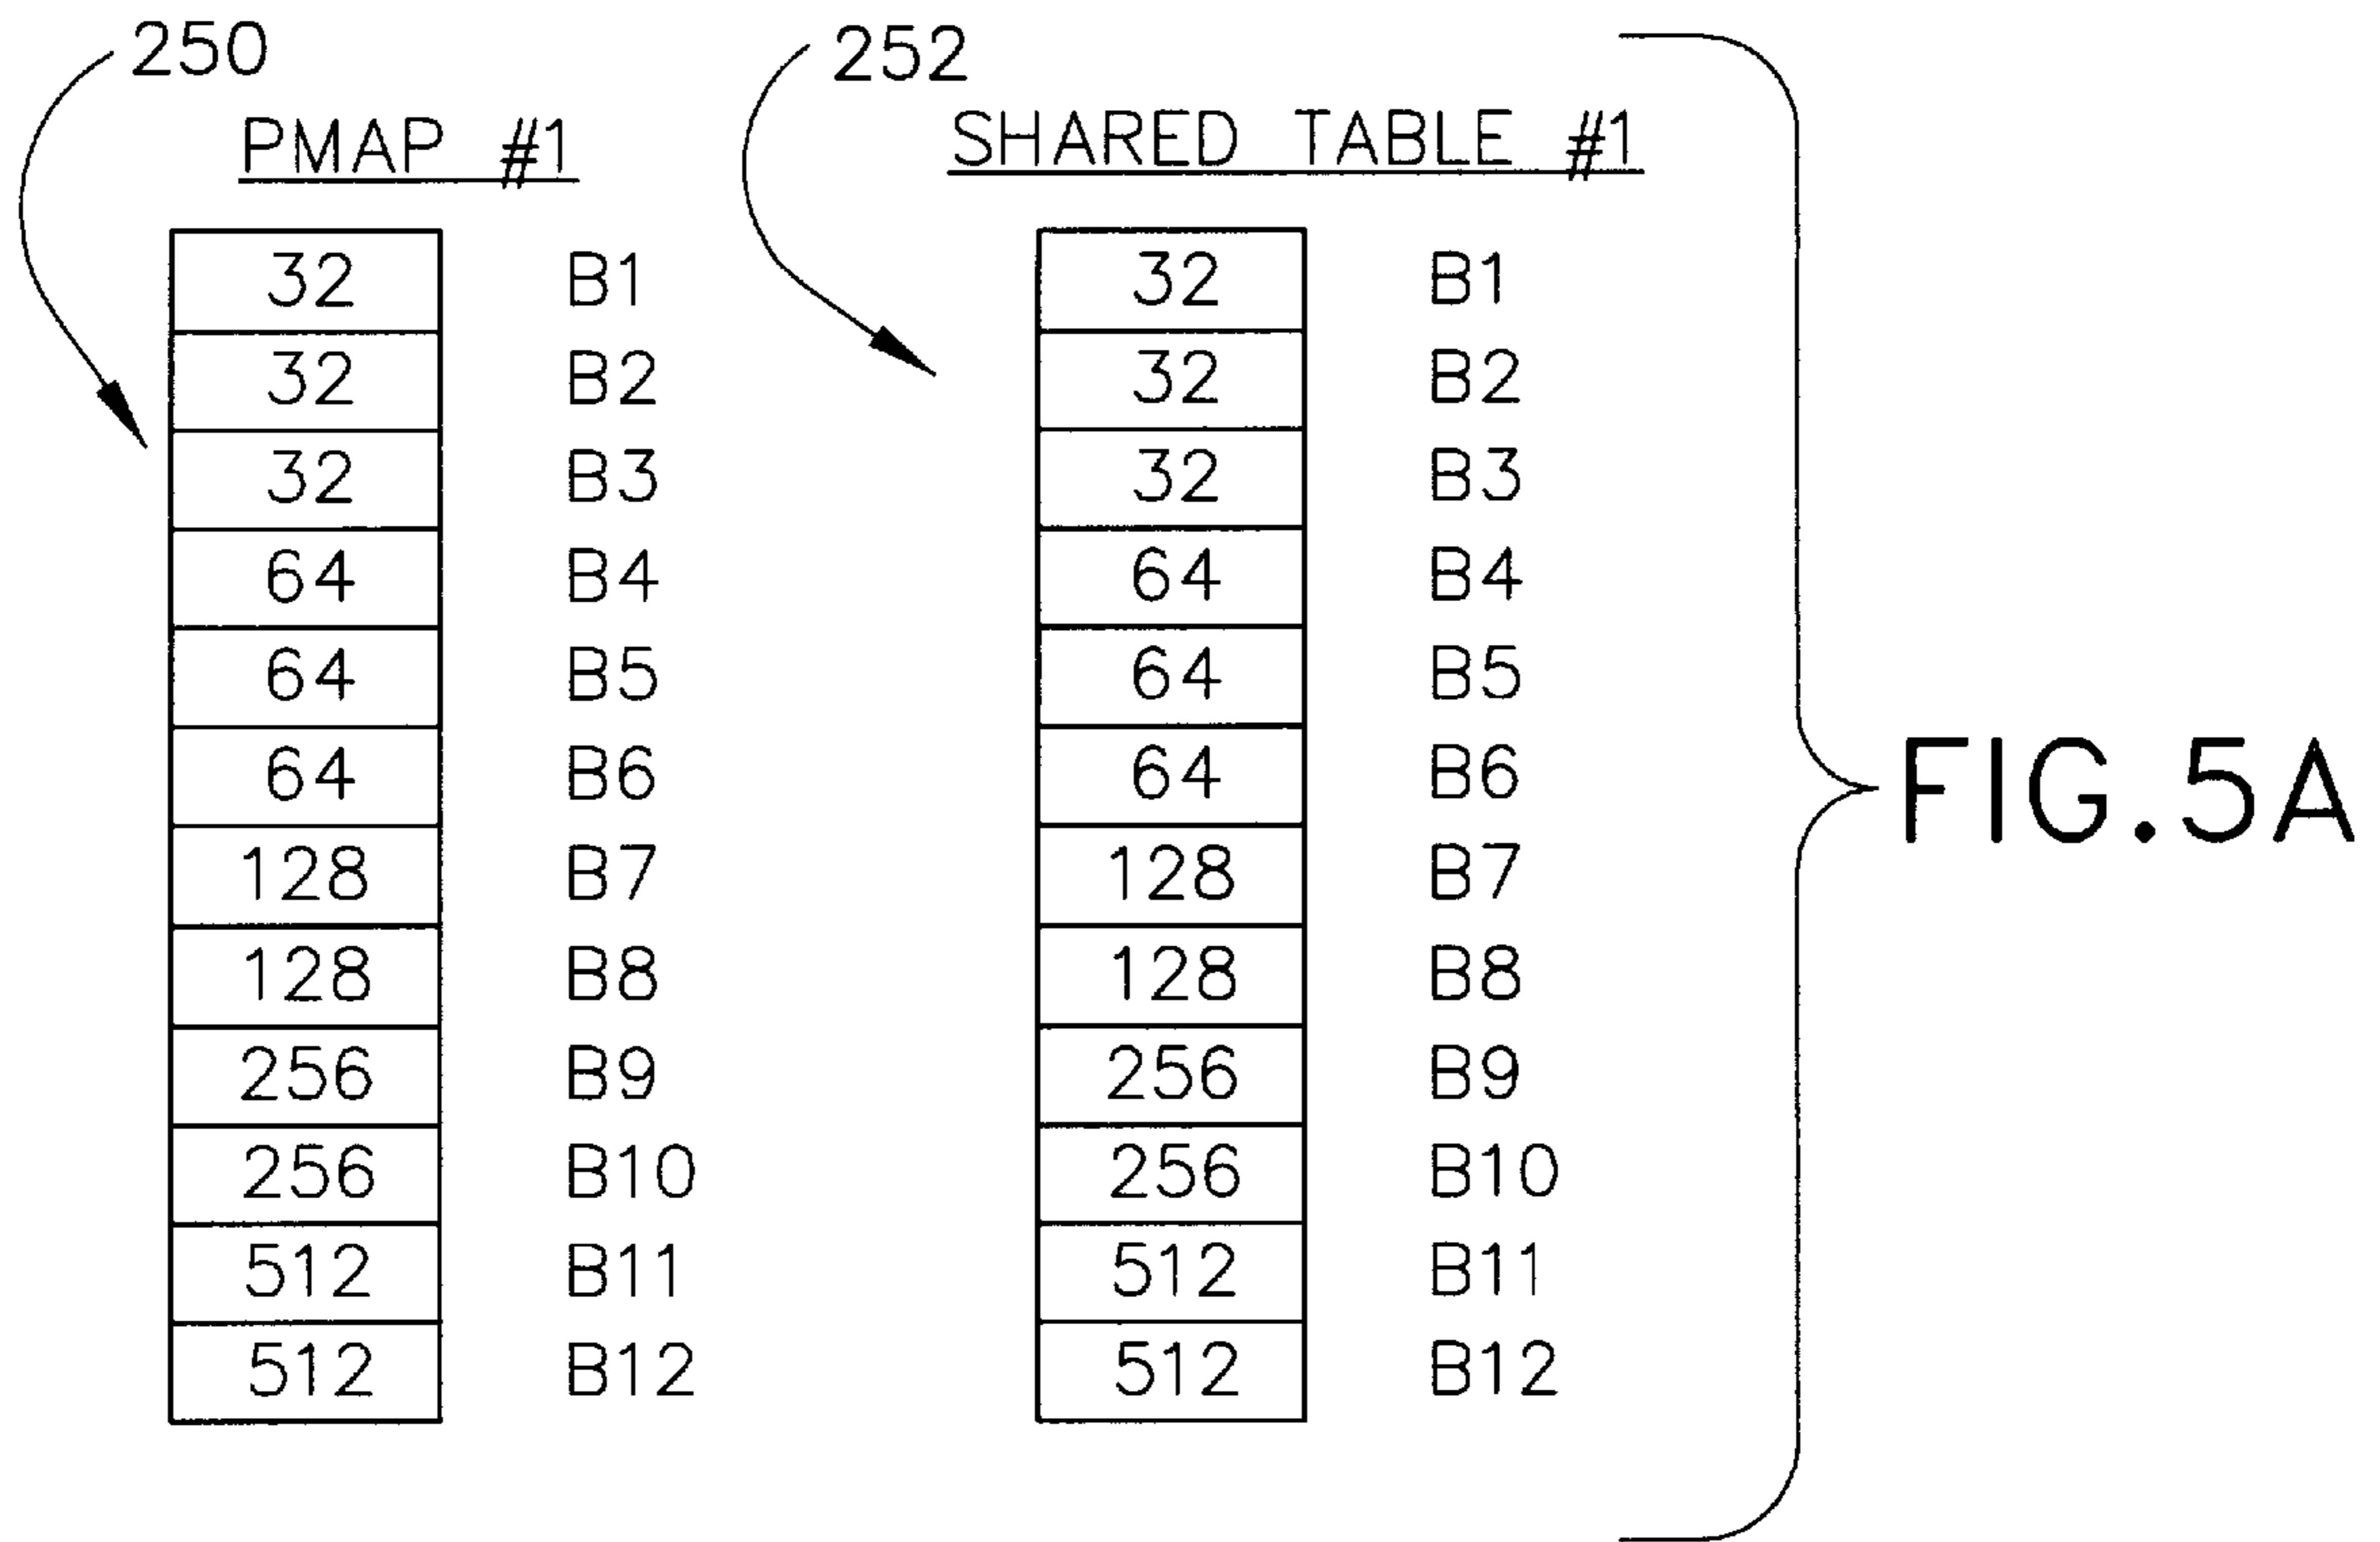 250
252
PMAP #1
SHARED TABLE #1
32 B1 32 B1
32 B2 32 B2
32 B3 32 B3
64 B4 64 B4
64 B5 64 B5
64 B6 64 B6
128 B7 128 B7
128 B8 128 B8
256 B9 256 B9
256 B10 256 B10
512 B11 512 B11
512 B12 512 B12
FIG.5A